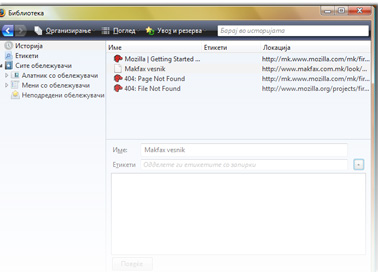 Библиотека
Организирање Поглед Увоз и резерва Барај во историјата
Историја
Етикети
Сите обележувачи
Алатник со обележувачи
Мени со обележувачи
Неподредени обележувачи
Име Етикети Локација
Mozilla | Getting Started ... http://mk.www.mozilla.com/mk/fir...
Makfax vesnik http://www.makfax.com.mk/look/...
404: Page Not Found http://mk.www.mozilla.com/mk/fir...
404: File Not Found http://www.mozilla.org/projects/fir...
Име: Makfax vesnik
Етикети Одделете ги етикетите со запирки
Повеќе